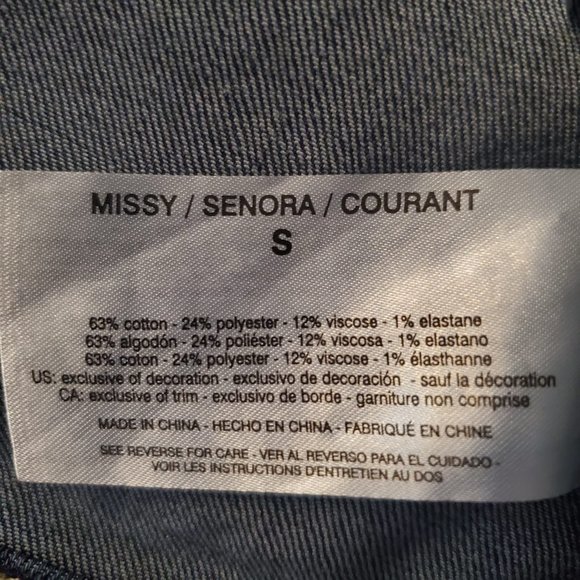 MISSY / SENORA / COURANT
S
63% cotton - 24% polyester - 12% viscose - 1% elastane
63% algodón - 24% poliéster - 12% viscosa - 1% elastano
63% coton - 24% polyester - 12% viscose - 1% élasthanne
US: exclusive of decoration - exclusivo de decoración - sauf la décoration
CA: exclusive of trim - exclusivo de borde - garniture non comprise
MADE IN CHINA - HECHO EN CHINA - FABRIQUÉ EN CHINE
SEE REVERSE FOR CARE - VER AL REVERSO PARA EL CUIDADO -
VOIR LES INSTRUCTIONS D'ENTRETIEN AU DOS